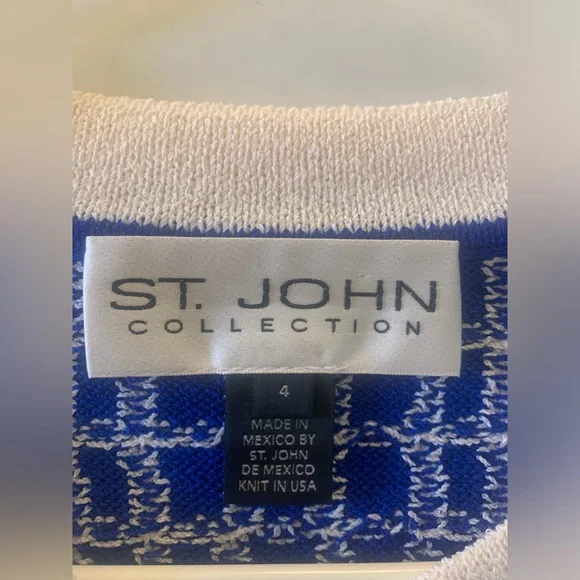 ST. JOHN
COLLECTION
4
MADE IN
MEXICO BY
ST. JOHN
DE MEXICO
KNIT IN USA